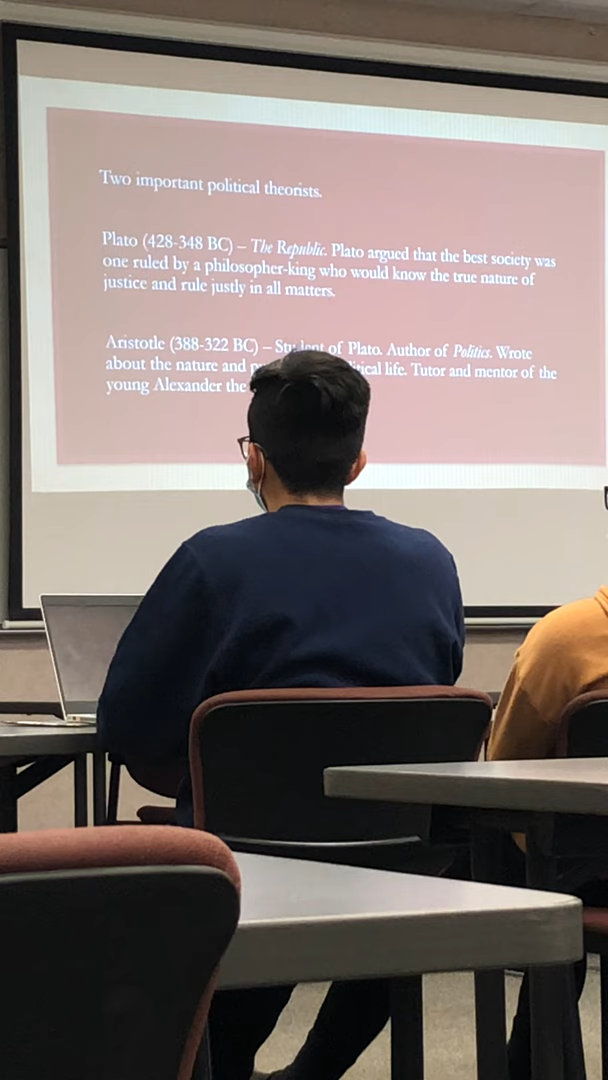 Two important political theorists.
Plato (428-348 BC) – The Republic. Plato argued that the best society was
one ruled by a philosopher-king who would know the true nature of
justice and rule justly in all matters.
Aristotle (388-322 BC) – Student of Plato. Author of Politics. Wrote
about the nature and political life. Tutor and mentor of the
young Alexander the